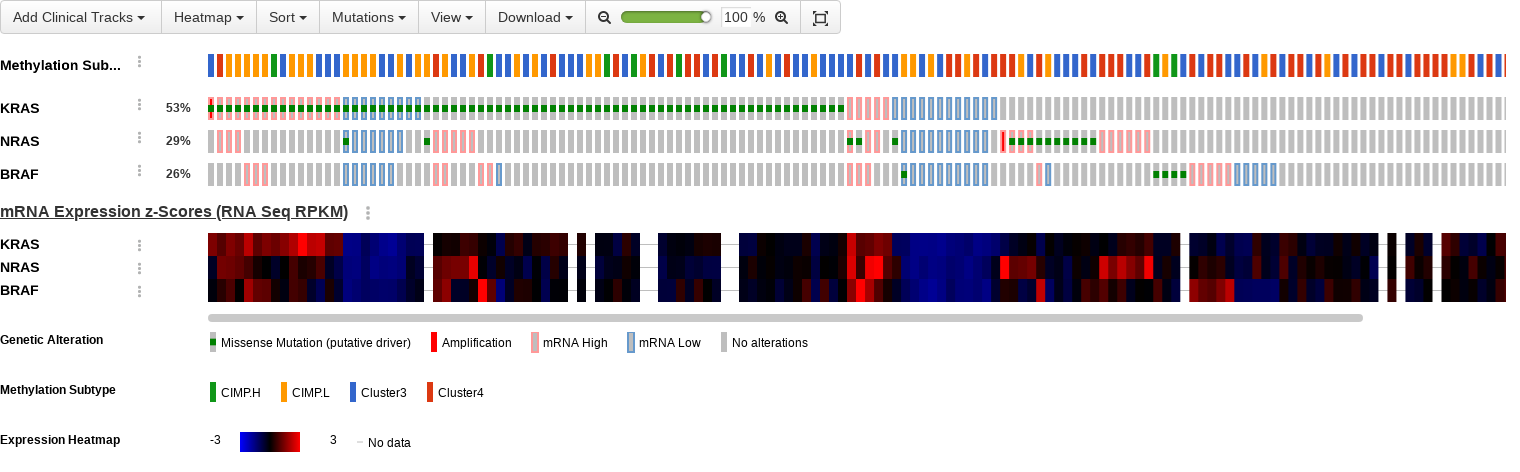 Add Clinical Tracks Heatmap Sort Mutations View Download 100 %
Methylation Sub...
KRAS 53%
NRAS 29%
BRAF 26%
mRNA Expression z-Scores (RNA Seq RPKM)
KRAS
NRAS
BRAF
Genetic Alteration Missense Mutation (putative driver) Amplification mRNA High mRNA Low No alterations
Methylation Subtype CIMP.H CIMP.L Cluster3 Cluster4
Expression Heatmap -3 3 No data